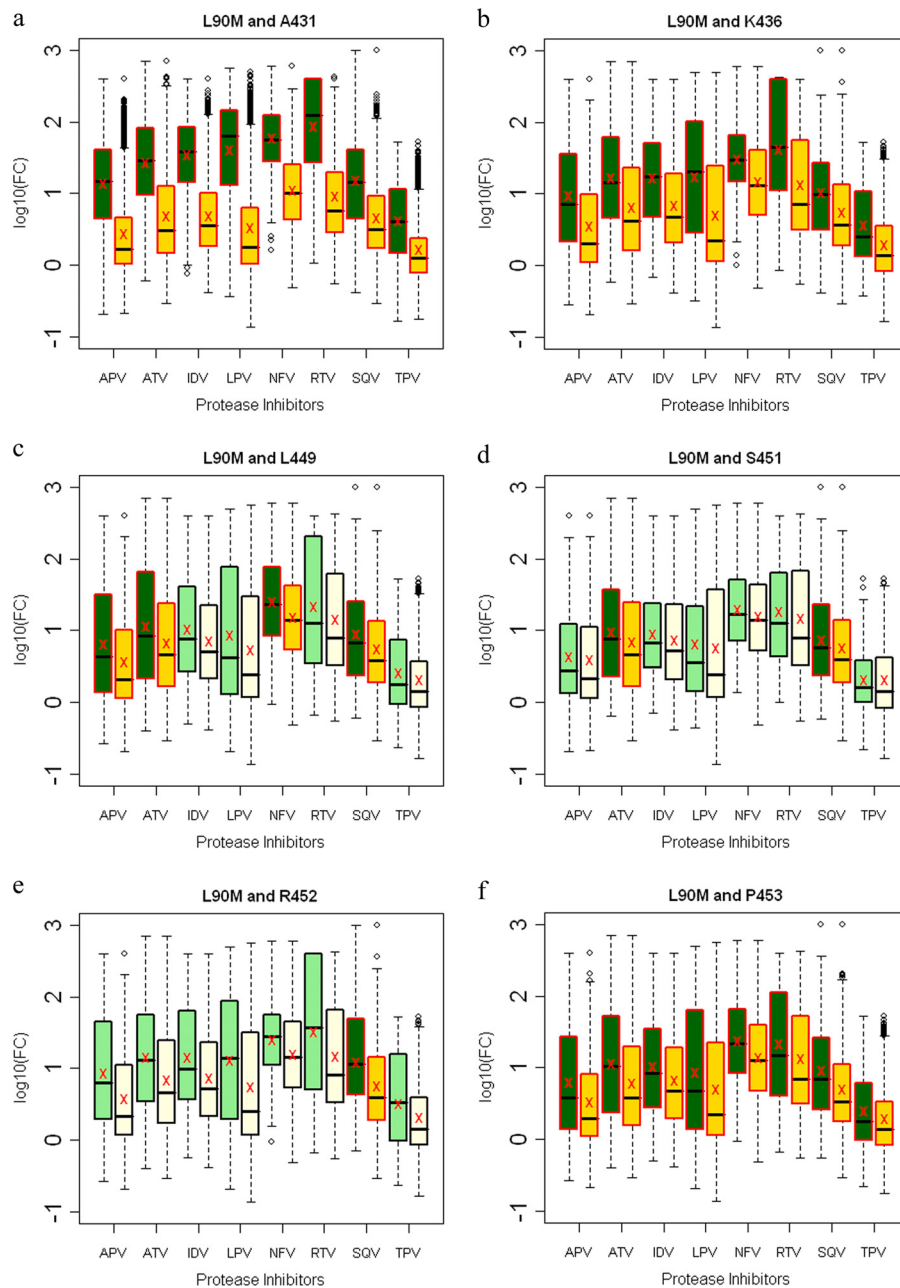 a
L90M and A431
log10(FC)
3
2
1
0
-1
APV ATV IDV LPV NFV RTV SQV TPV
Protease Inhibitors
b
L90M and K436
log10(FC)
3
2
1
0
-1
APV ATV IDV LPV NFV RTV SQV TPV
Protease Inhibitors
c
L90M and L449
log10(FC)
3
2
1
0
-1
APV ATV IDV LPV NFV RTV SQV TPV
Protease Inhibitors
d
L90M and S451
log10(FC)
3
2
1
0
-1
APV ATV IDV LPV NFV RTV SQV TPV
Protease Inhibitors
e
L90M and R452
log10(FC)
3
2
1
0
-1
APV ATV IDV LPV NFV RTV SQV TPV
Protease Inhibitors
f
L90M and P453
log10(FC)
3
2
1
0
-1
APV ATV IDV LPV NFV RTV SQV TPV
Protease Inhibitors